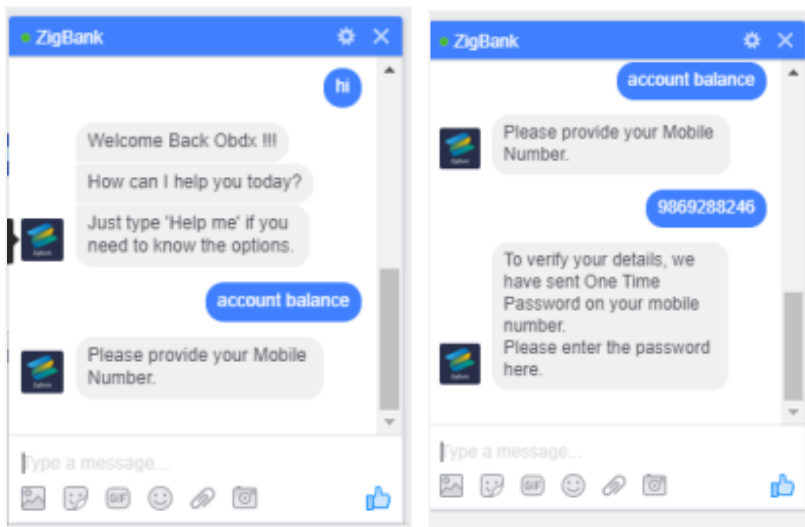 ZigBank
hi
Welcome Back Obdx !!!
How can I help you today?
Just type 'Help me' if you
need to know the options.
account balance
Please provide your Mobile
Number.
Type a message...
GIF
ZigBank
account balance
Please provide your Mobile
Number.
9869288246
To verify your details, we
have sent One Time
Password on your mobile
number.
Please enter the password
here.
Type a message...
GIF